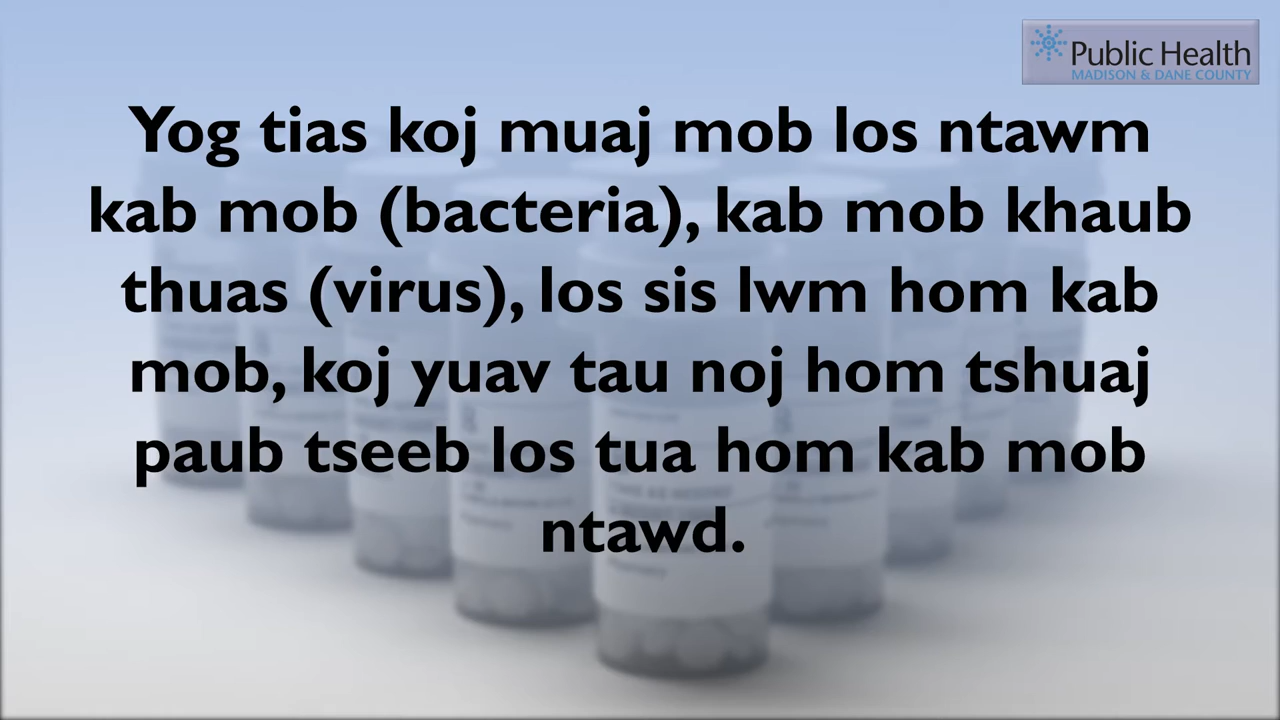 Public Health
MADISON & DANE COUNTY
Yog tias koj muaj mob los ntawm
kab mob (bacteria), kab mob khaub
thuas (virus), los sis lwm hom kab
mob, koj yuav tau noj hom tshuaj
paub tseeb los tua hom kab mob
ntawd.